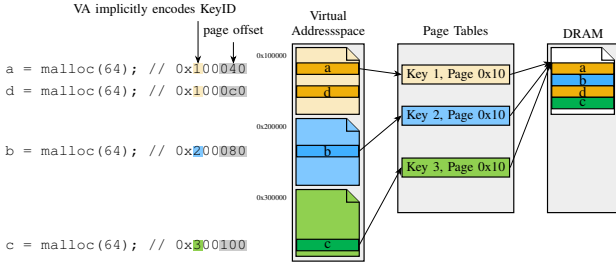 VA implicitly encodes KeyID
page offset
a = malloc(64); // 0x100040
d = malloc(64); // 0x1000c0
b = malloc(64); // 0x200080
c = malloc(64); // 0x300100
Virtual
Addressspace
0x100000
a
d
0x200000
b
0x300000
c
Page Tables
Key 1, Page 0x10
Key 2, Page 0x10
Key 3, Page 0x10
DRAM
a
b
d
c